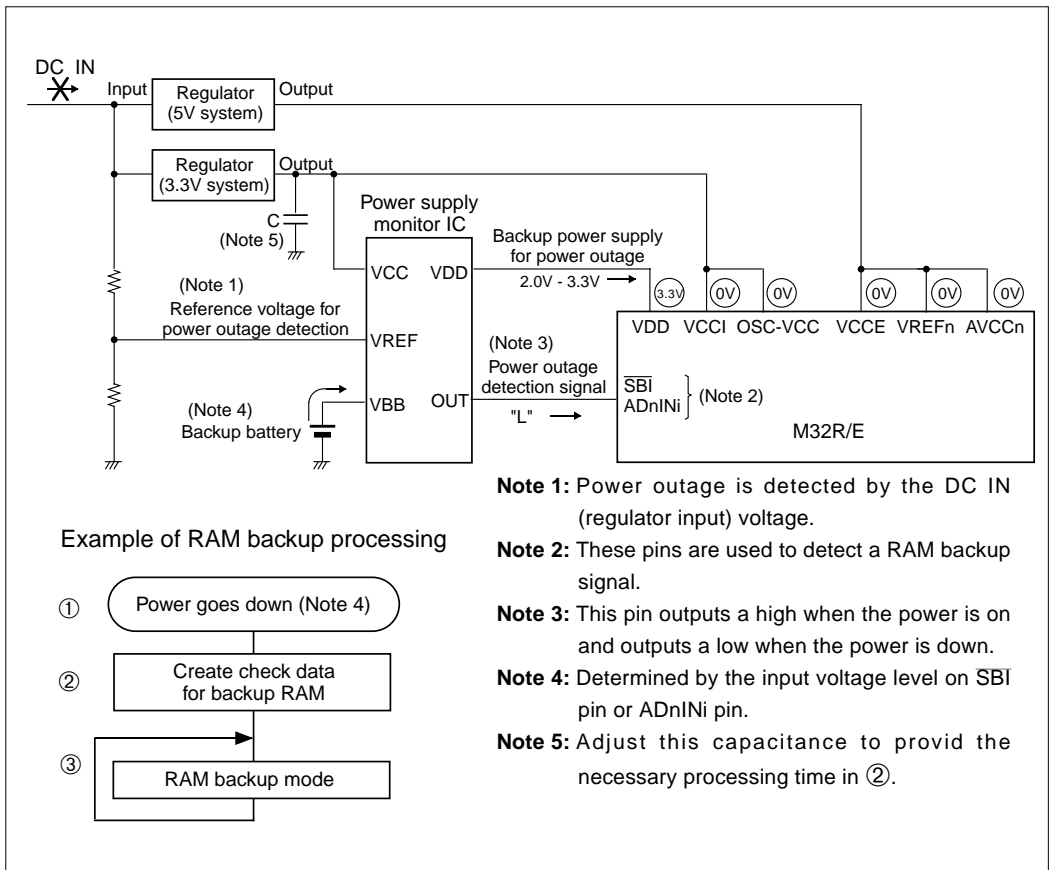 DC IN
Input
Regulator
(5V system)
Output
Regulator
(3.3V system)
Output
C
(Note 5)
Power supply
monitor IC
VCC
VDD
VREF
VBB
OUT
Backup power supply
for power outage
2.0V - 3.3V
(Note 1)
Reference voltage for
power outage detection
(Note 4)
Backup battery
(Note 3)
Power outage
detection signal
"L"
3.3V
0V
0V
0V
0V
0V
VDD VCCI OSC-VCC VCCE VREFn AVCCn
SBI
ADnINi
(Note 2)
M32R/E
Note 1: Power outage is detected by the DC IN
(regulator input) voltage.
Note 2: These pins are used to detect a RAM backup
signal.
Note 3: This pin outputs a high when the power is on
and outputs a low when the power is down.
Note 4: Determined by the input voltage level on SBI
pin or ADnINi pin.
Note 5: Adjust this capacitance to provid the
necessary processing time in ②.
Example of RAM backup processing
① Power goes down (Note 4)
② Create check data
for backup RAM
③ RAM backup mode